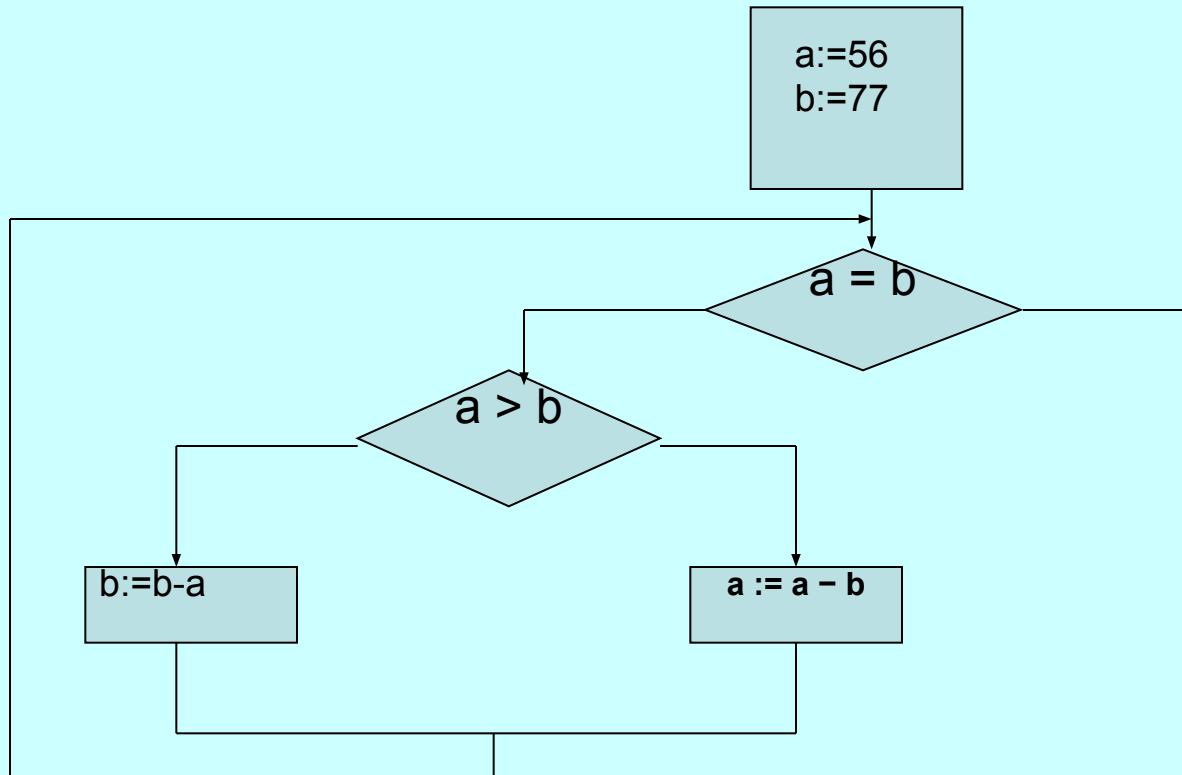 a:=56
b:=77
a = b
a > b
b:=b-a
a := a − b